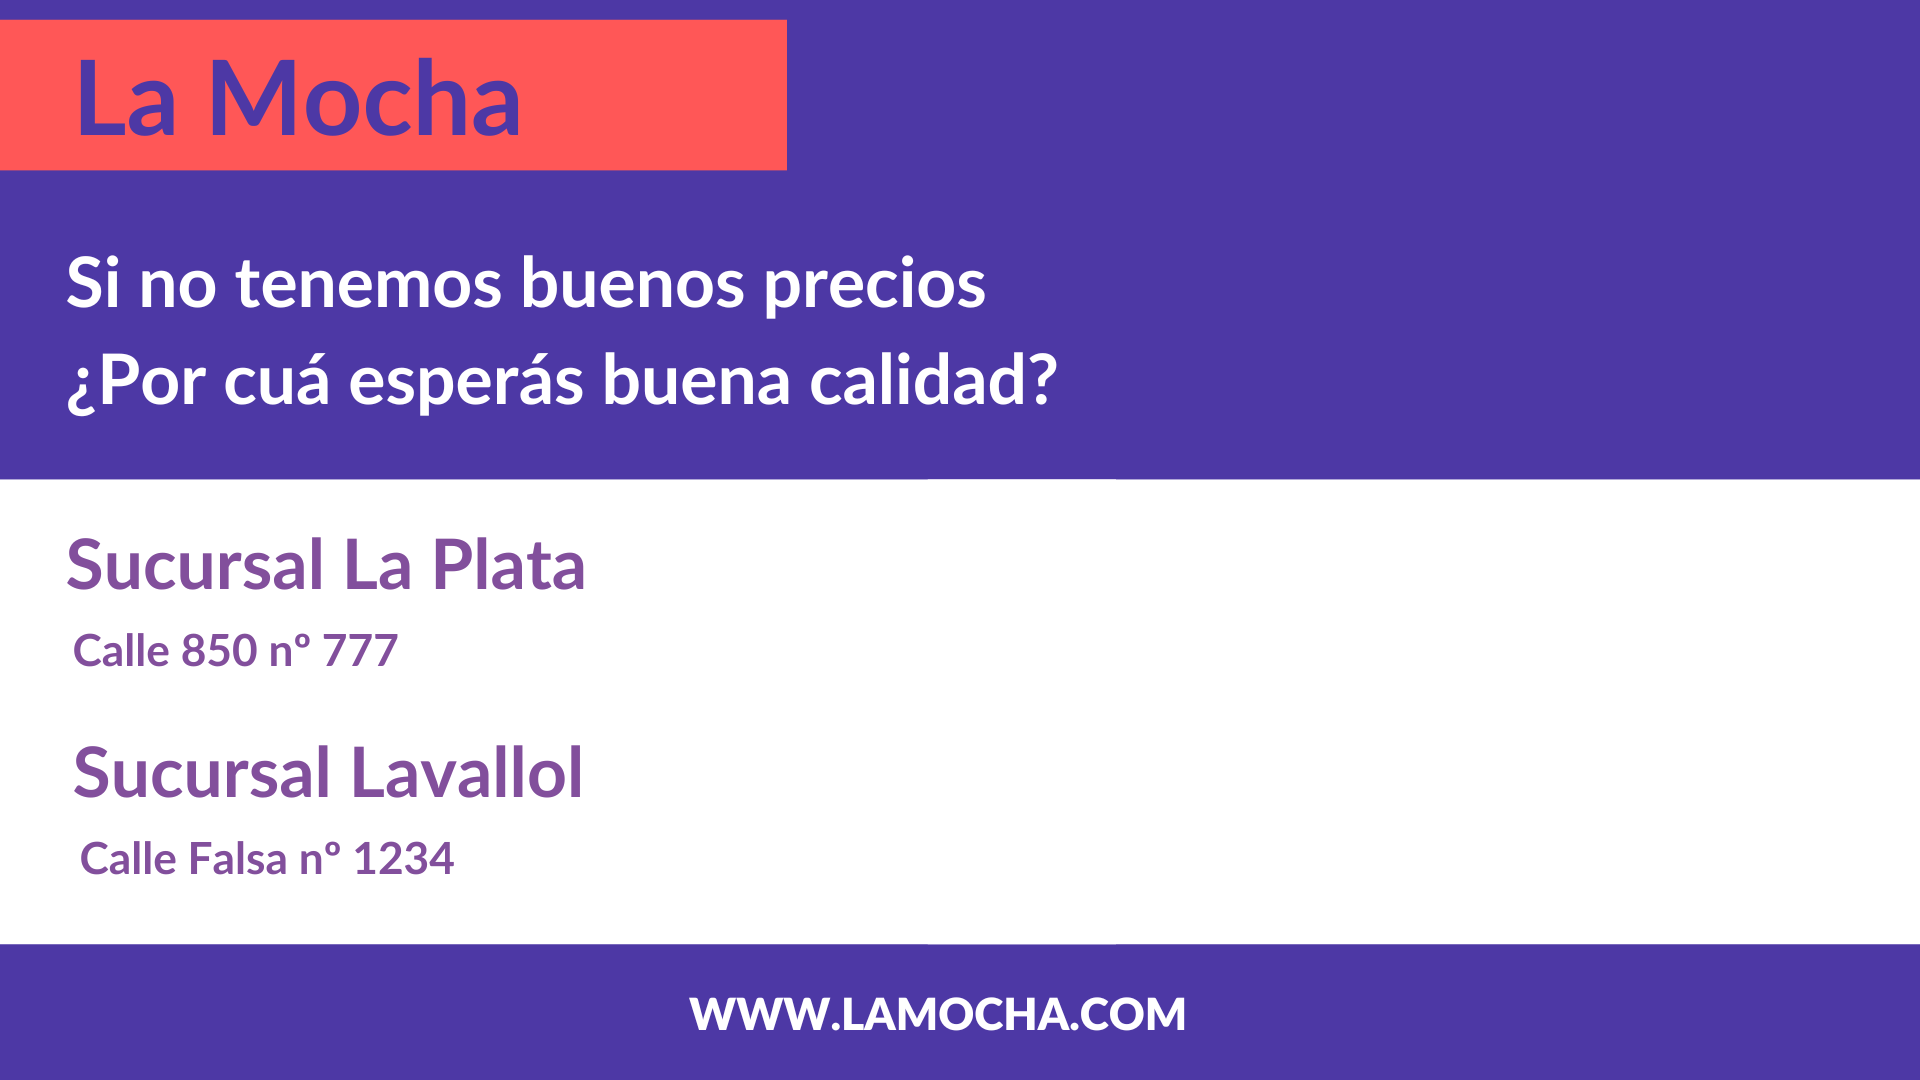 La Mocha
Si no tenemos buenos precios
¿Por cuá esperás buena calidad?
Sucursal La Plata
Calle 850 nº 777
Sucursal Lavallol
Calle Falsa nº 1234
WWW.LAMOCHA.COM